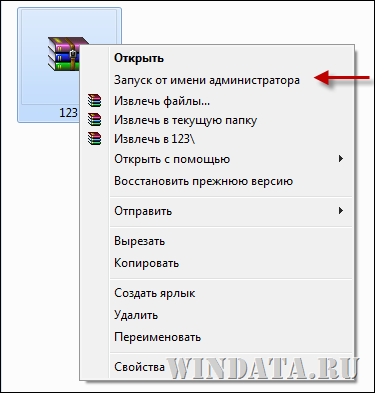 123
Открыть
Запуск от имени администратора
Извлечь файлы...
Извлечь в текущую папку
Извлечь в 123\
Открыть с помощью
Восстановить прежнюю версию
Отправить
Вырезать
Копировать
Создать ярлык
Удалить
Переименовать
Свойства
WINDATA.RU